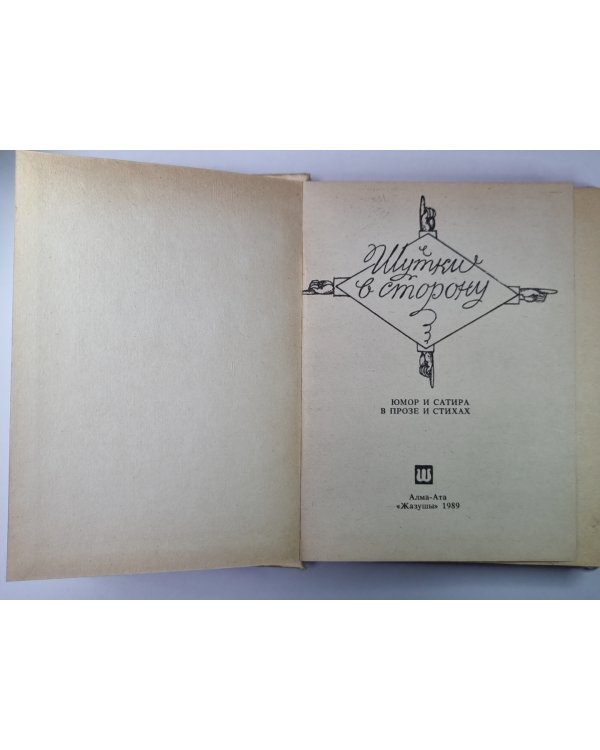 Шутки
в сторону
ЮМОР И САТИРА
В ПРОЗЕ И СТИХАХ
Алма-Ата
«Жазушы» 1989